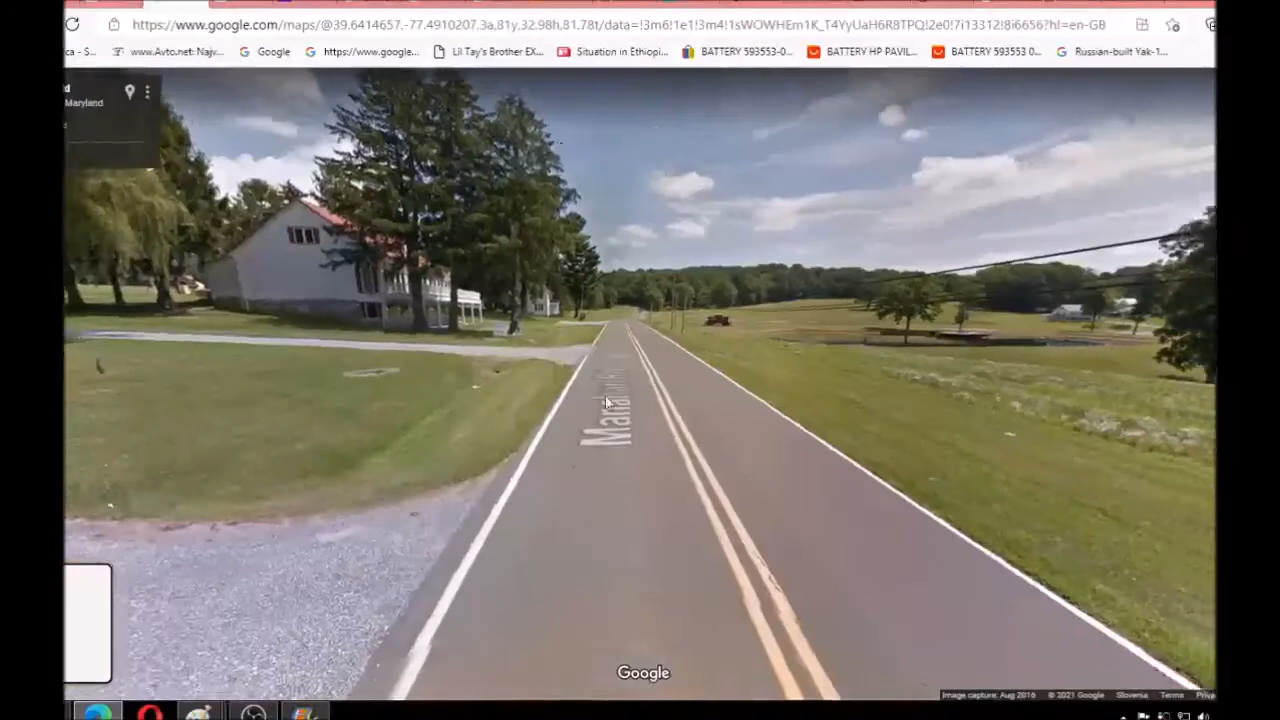 https://www.google.com/maps/@39.6414657,-77.4910207,3a,81y,32.98h,81.78t/data=!3m6!1e1!3m4!1sWOWHEm1K_T4YyUaH6R8TPQ!2e0!7i13312!8i6656?hl=en-GB
ca - S... www.Avto.net: Najv... Google https://www.google... Lil Tay's Brother EX... Situation in Ethiopi... BATTERY 593553-0... BATTERY HP PAVIL... BATTERY 593553 0... Russian-built Yak-1...
d
Maryland
Google
Image capture: Aug 2016 © 2021 Google Slovenia Terms Priva